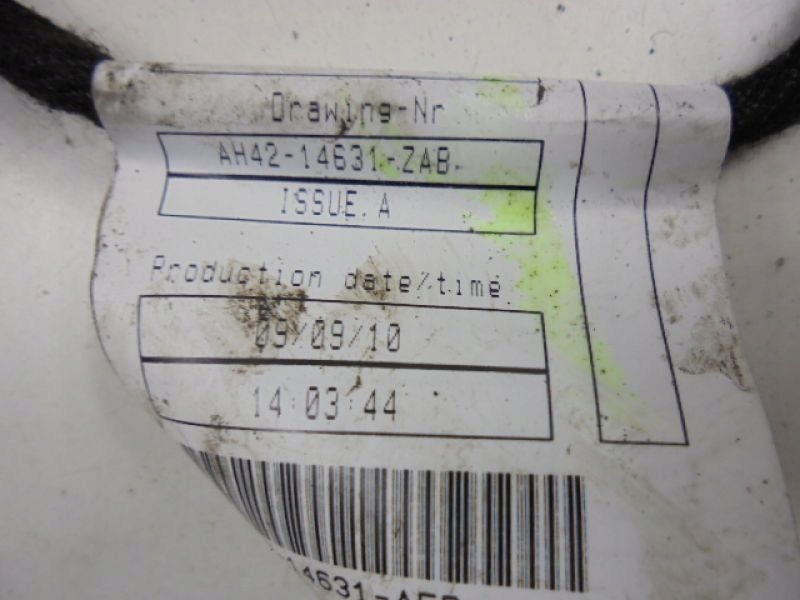 Drawing-Nr
AH42-14631-ZAB
ISSUE.A
Production date/time
09/09/10
14:03:44